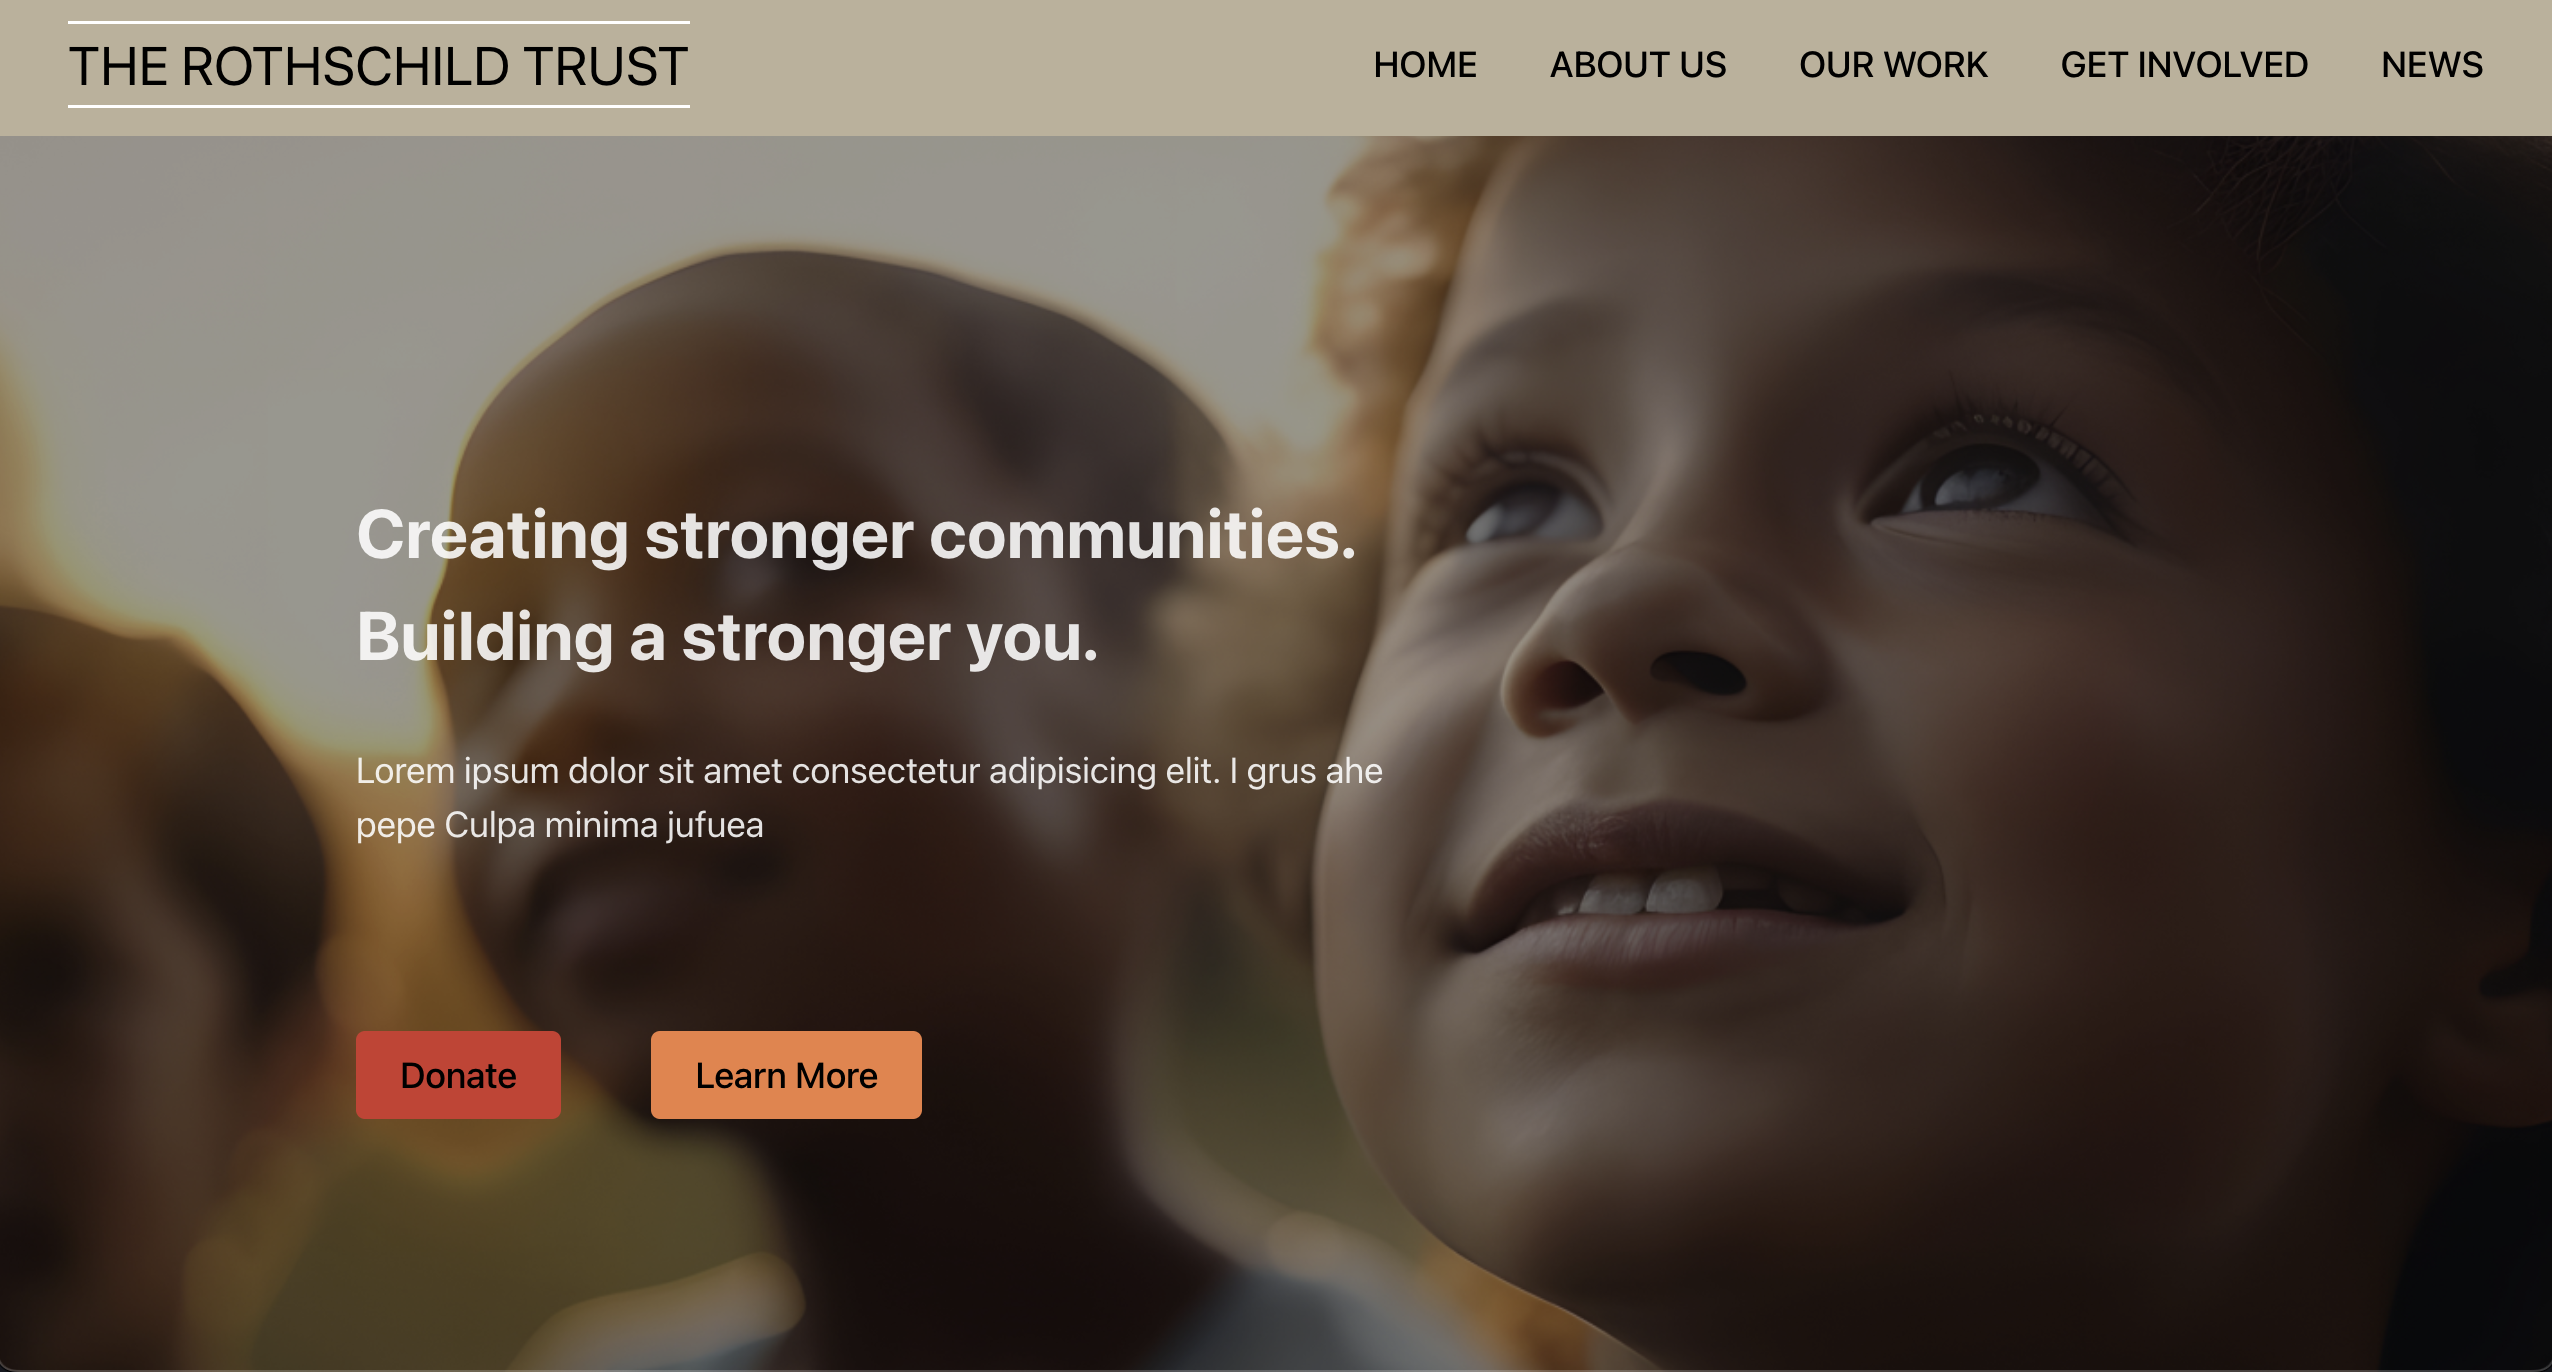 THE ROTHSCHILD TRUST
HOME ABOUT US OUR WORK GET INVOLVED NEWS
Creating stronger communities.
Building a stronger you.
Lorem ipsum dolor sit amet consectetur adipisicing elit. I grus ahe
pepe Culpa minima jufuea
Donate Learn More